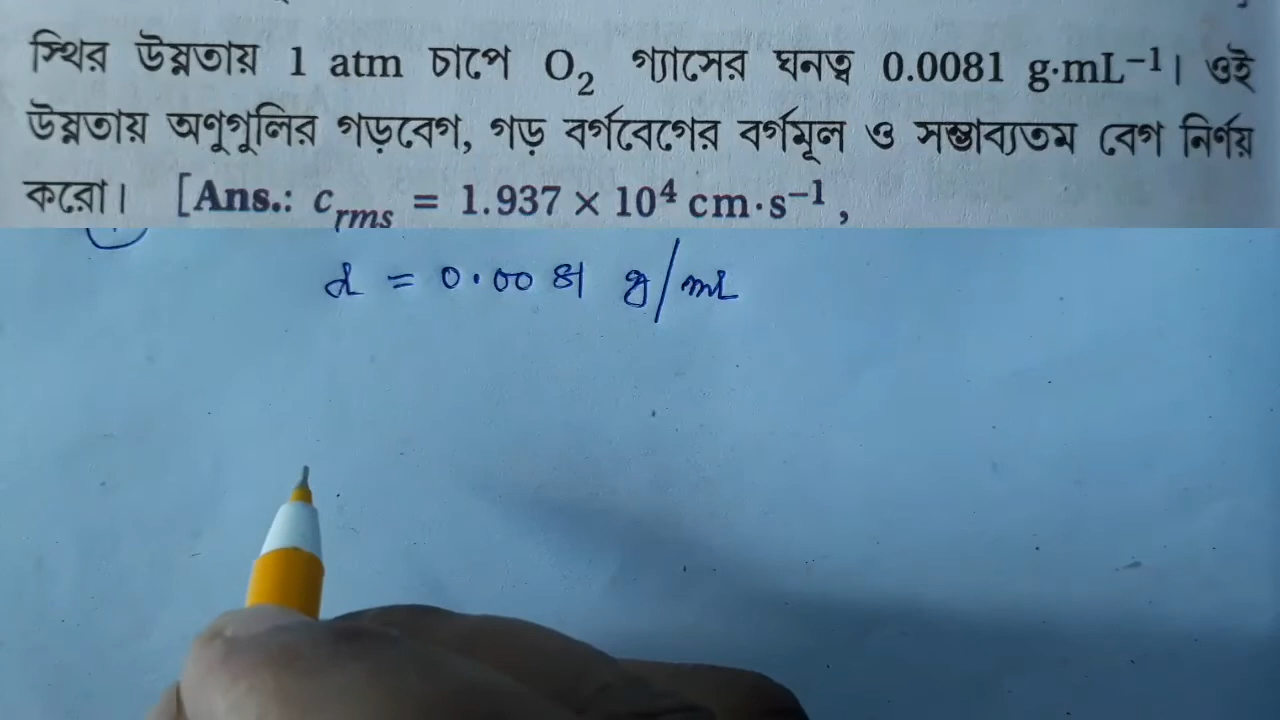 স্থির উষ্ণতায় 1 atm চাপে O₂ গ্যাসের ঘনত্ব 0.0081 g·mL⁻¹। ওই
উষ্ণতায় অণুগুলির গড়বেগ, গড় বর্গবেগের বর্গমূল ও সম্ভাব্যতম বেগ নির্ণয়
করো। [Ans.: c_rms = 1.937 × 10⁴ cm·s⁻¹,
d = 0.0081 g/mL